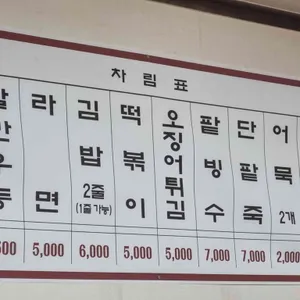 차림표
라면
김밥 2줄
(1줄 가능)
떡볶이
오징어튀김
팥빙수
단팥죽
어묵 2개
500 5,000 6,000 5,000 5,000 7,000 7,000 2,000